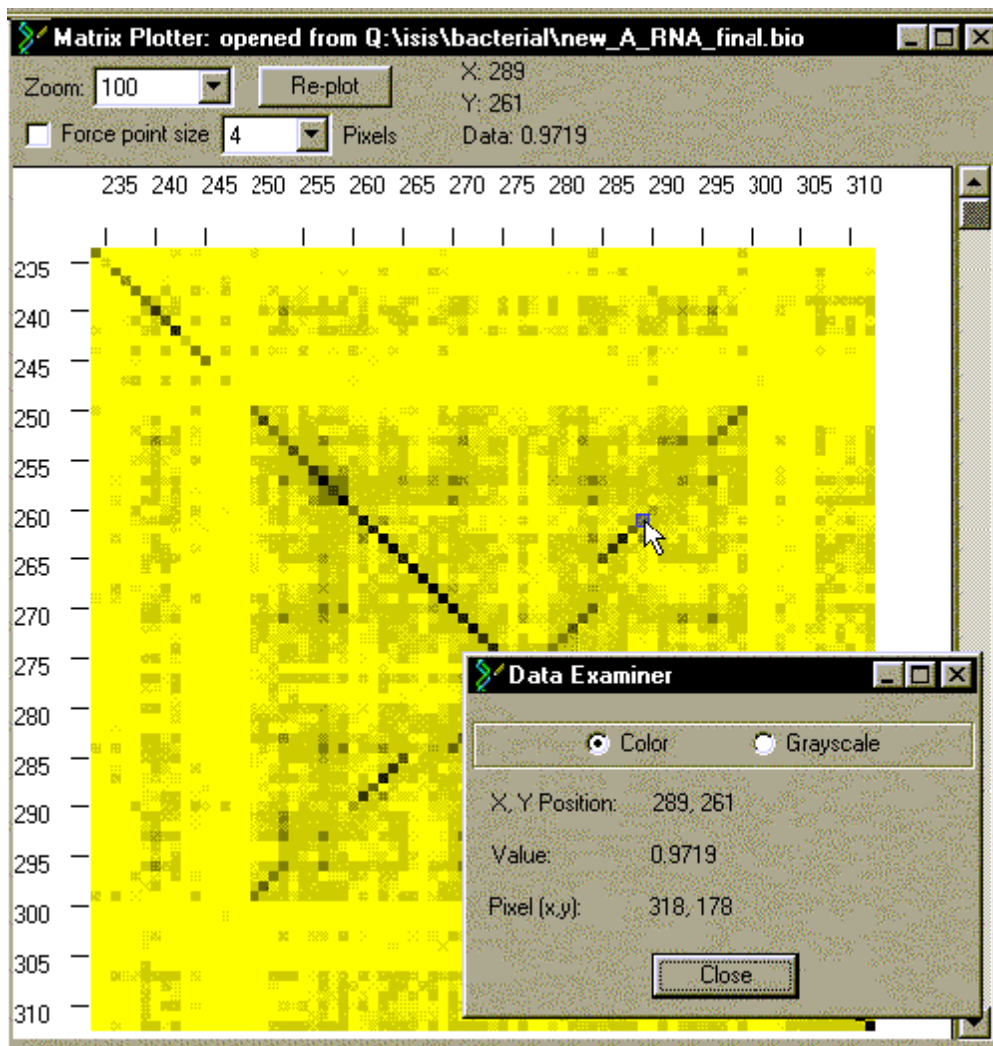 Matrix Plotter: opened from Q:\isis\bacterial\new_A_RNA_final.bio
Zoom: 100 Re-plot X: 289
Y: 261
Force point size 4 Pixels Data: 0.9719
235 240 245 250 255 260 265 270 275 280 285 290 295 300 305 310
235
240
245
250
255
260
265
270
275
280
285
290
295
300
305
310
Data Examiner
Color Grayscale
X, Y Position: 289, 261
Value: 0.9719
Pixel (x,y): 318, 178
Close